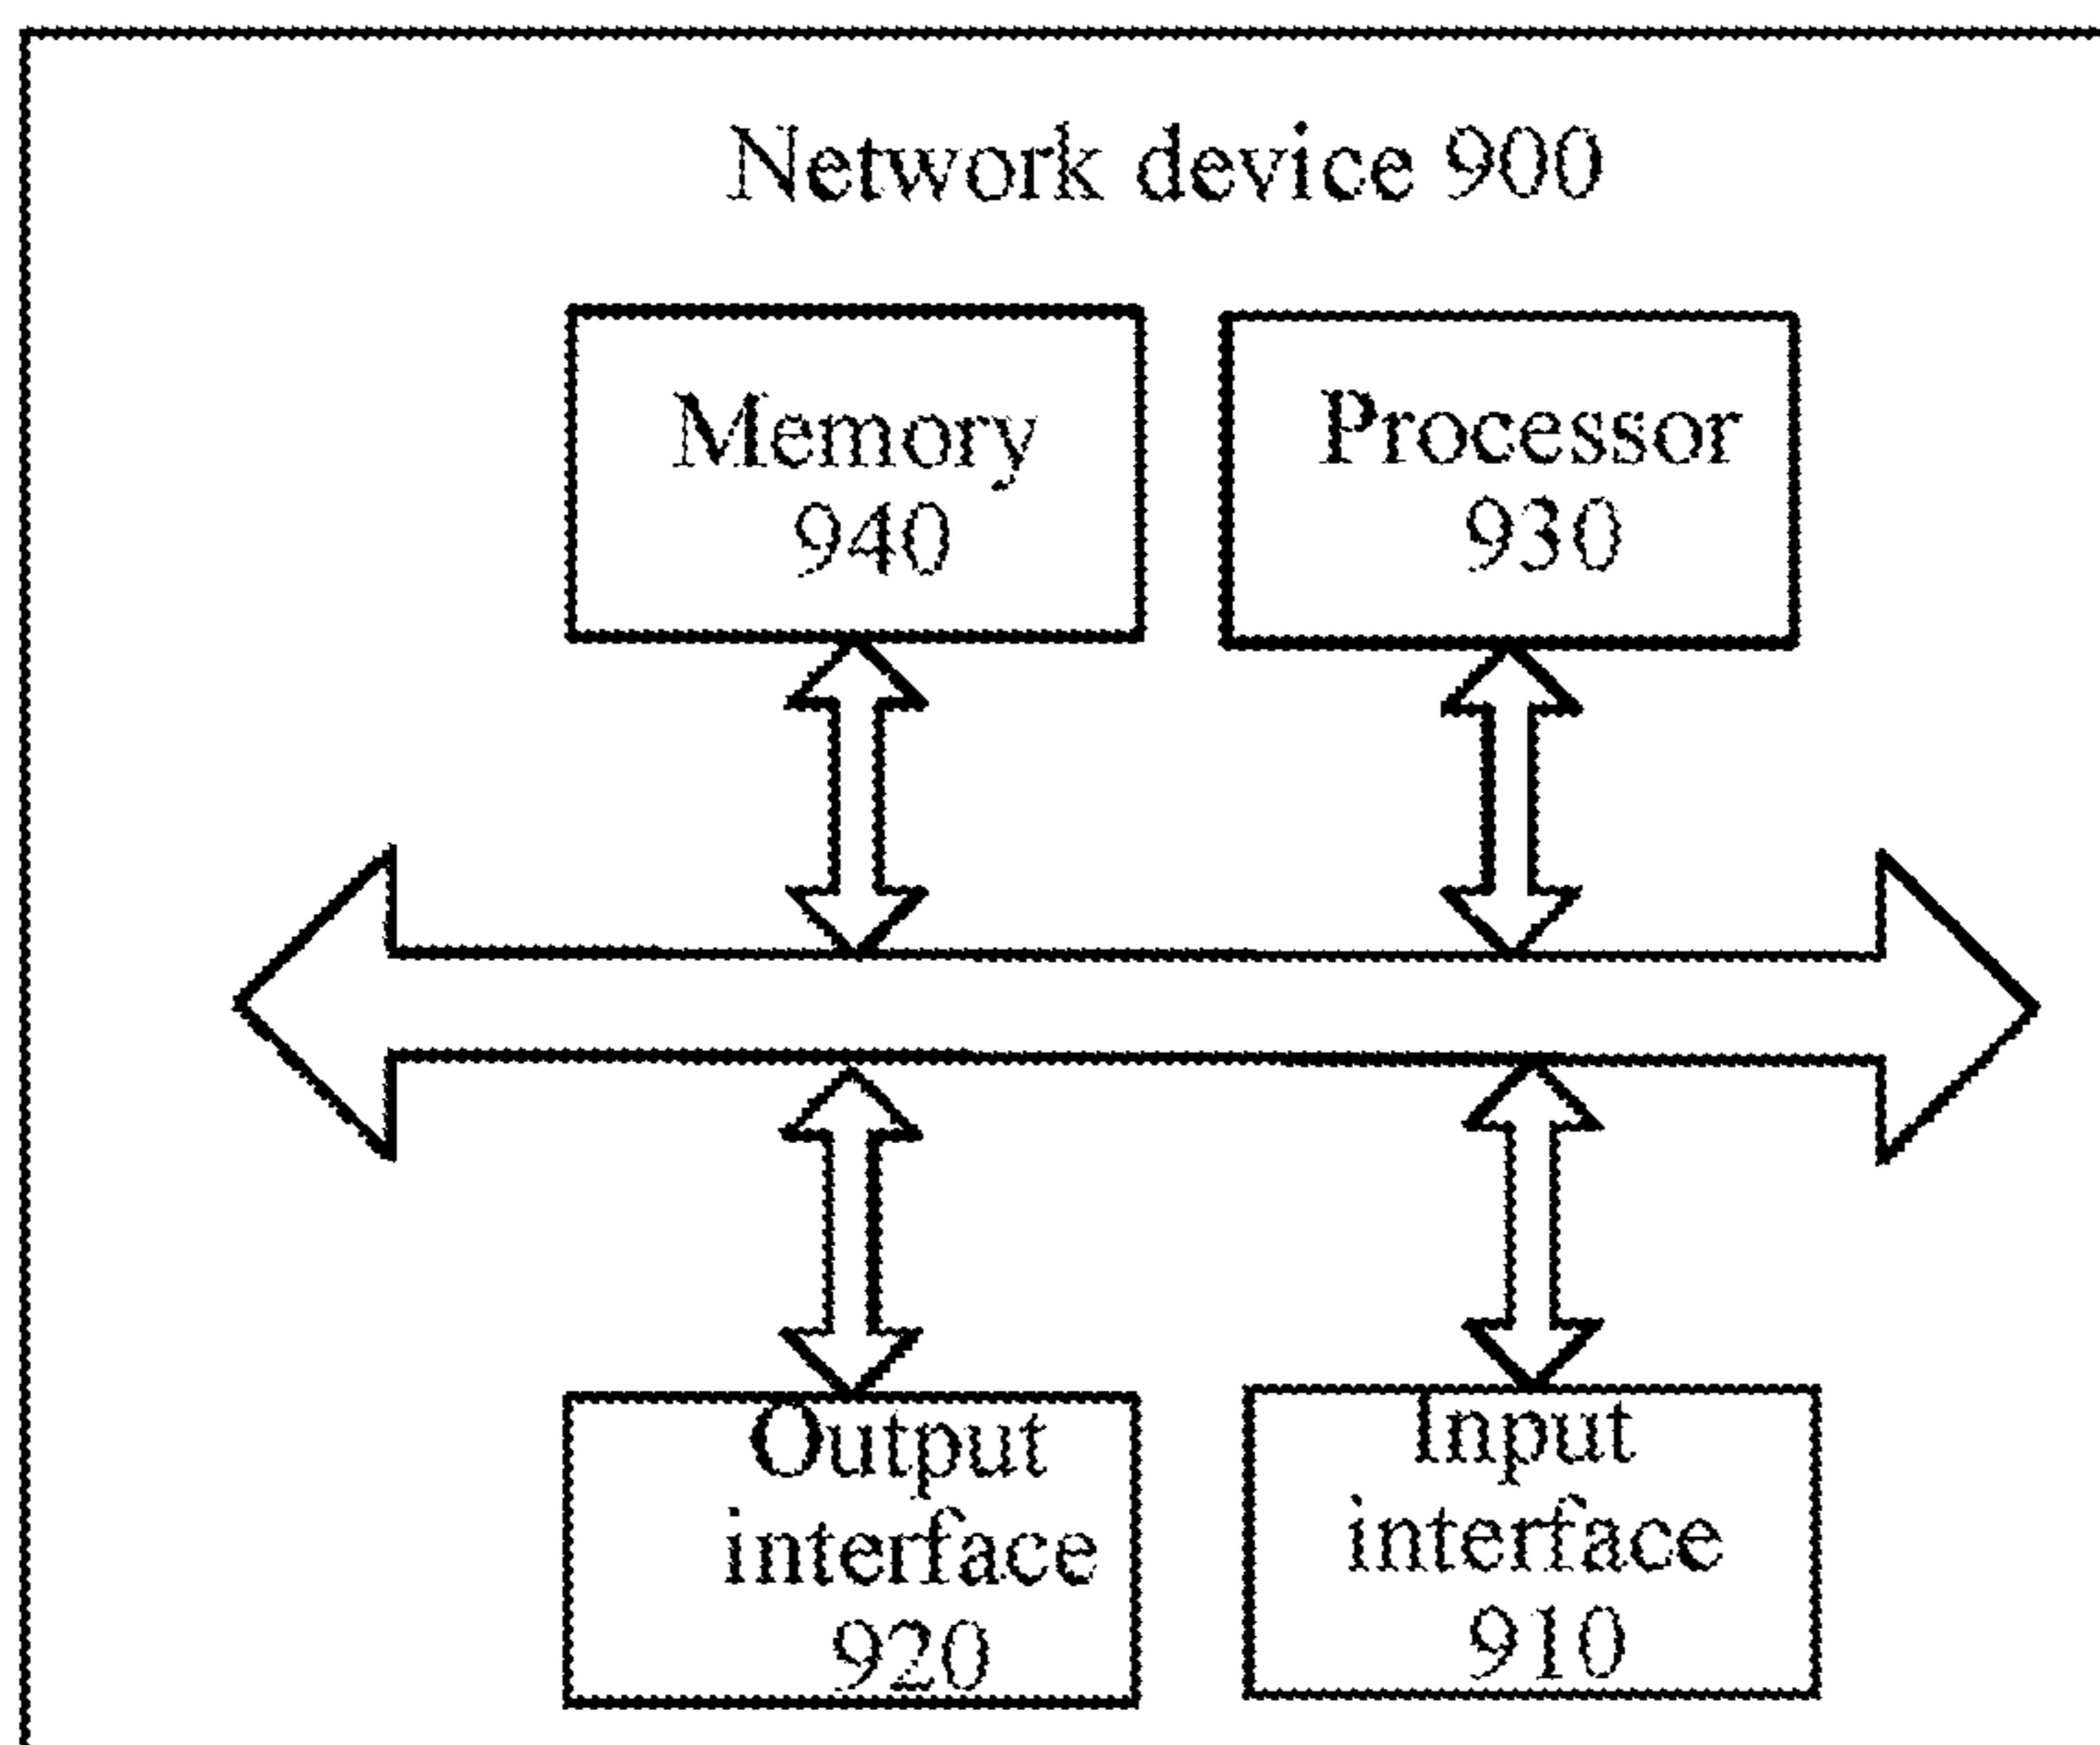 Network device 900
Memory
940
Processor
930
Output
interface
920
Input
interface
910